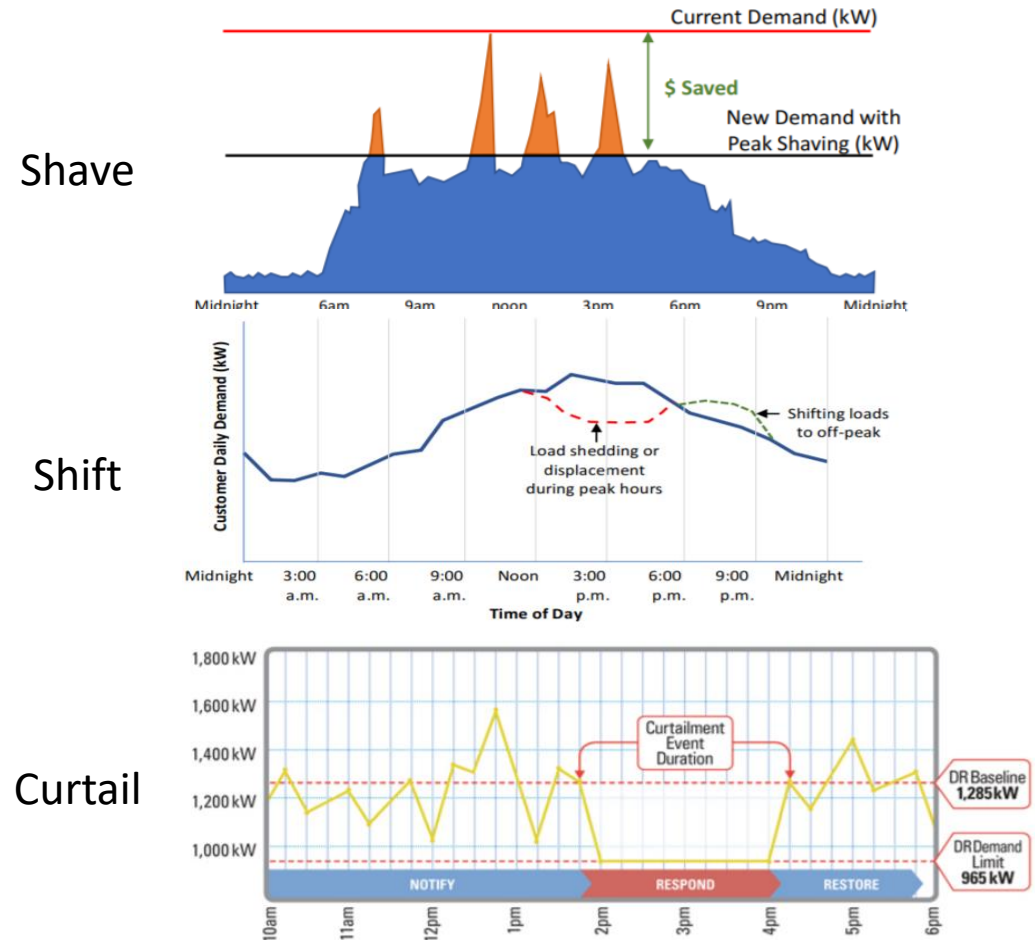 Shave
Current Demand (kW)
$ Saved
New Demand with
Peak Shaving (kW)
Midnight 6am 9am noon 3pm 6pm 9pm Midnight
Shift
Customer Daily Demand (kW)
Load shedding or
displacement
during peak hours
Shifting loads
to off-peak
Midnight 3:00 a.m. 6:00 a.m. 9:00 a.m. Noon 3:00 p.m. 6:00 p.m. 9:00 p.m. Midnight
Time of Day
Curtail
1,800 kW
1,600 kW
1,400 kW
1,200 kW
1,000 kW
Curtailment
Event
Duration
DR Baseline
1,285 kW
DR Demand
Limit
965 kW
NOTIFY RESPOND RESTORE
10am 11am 12pm 1pm 2pm 3pm 4pm 5pm 6pm